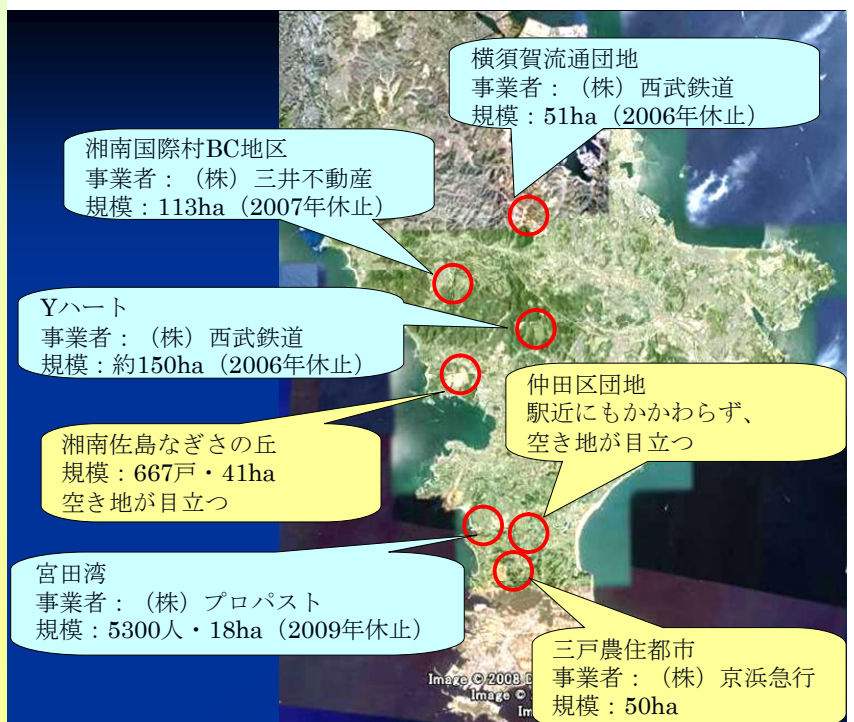 横須賀流通団地
事業者：（株）西武鉄道
規模：51ha（2006年休止）
湘南国際村BC地区
事業者：（株）三井不動産
規模：113ha（2007年休止）
Yハート
事業者：（株）西武鉄道
規模：約150ha（2006年休止）
仲田区団地
駅近にもかかわらず、
空き地が目立つ
湘南佐島なぎさの丘
規模：667戸・41ha
空き地が目立つ
宮田湾
事業者：（株）プロパスト
規模：5300人・18ha（2009年休止）
三戸農住都市
事業者：（株）京浜急行
規模：50ha
Image © 2008
Image ©